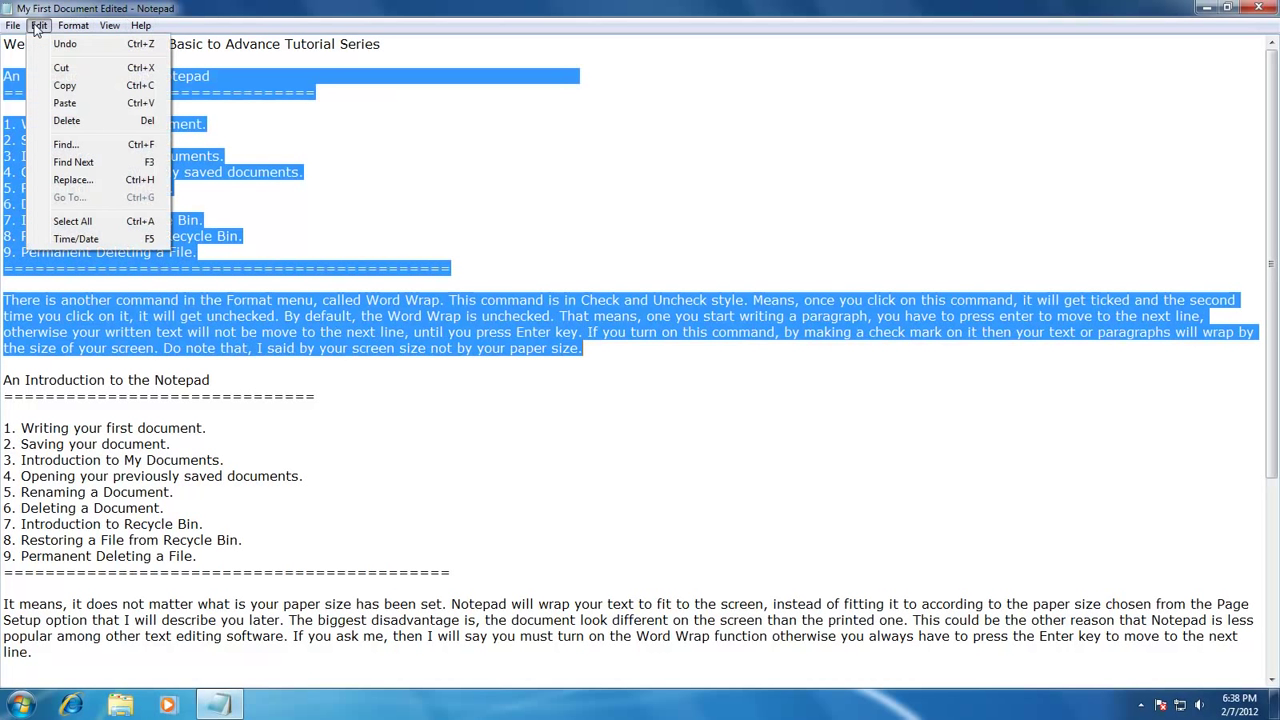 My First Document Edited - Notepad
File Edit Format View Help
We Basic to Advance Tutorial Series
Undo Ctrl+Z
Cut Ctrl+X
Copy Ctrl+C
Paste Ctrl+V
Delete Del
Find... Ctrl+F
Find Next F3
Replace... Ctrl+H
Go To... Ctrl+G
Select All Ctrl+A
Time/Date F5
An tepad
== ==============
1. ment.
2.
3. uments.
4. y saved documents.
5.
6.
7. Bin.
8. ecycle Bin.
9. Permanent Deleting a File.
===========================================
There is another command in the Format menu, called Word Wrap. This command is in Check and Uncheck style. Means, once you click on this command, it will get ticked and the second
time you click on it, it will get unchecked. By default, the Word Wrap is unchecked. That means, one you start writing a paragraph, you have to press enter to move to the next line,
otherwise your written text will not be move to the next line, until you press Enter key. If you turn on this command, by making a check mark on it then your text or paragraphs will wrap by
the size of your screen. Do note that, I said by your screen size not by your paper size.
An Introduction to the Notepad
==============================
1. Writing your first document.
2. Saving your document.
3. Introduction to My Documents.
4. Opening your previously saved documents.
5. Renaming a Document.
6. Deleting a Document.
7. Introduction to Recycle Bin.
8. Restoring a File from Recycle Bin.
9. Permanent Deleting a File.
===========================================
It means, it does not matter what is your paper size has been set. Notepad will wrap your text to fit to the screen, instead of fitting it to according to the paper size chosen from the Page
Setup option that I will describe you later. The biggest disadvantage is, the document look different on the screen than the printed one. This could be the other reason that Notepad is less
popular among other text editing software. If you ask me, then I will say you must turn on the Word Wrap function otherwise you always have to press the Enter key to move to the next
line.
6:38 PM
2/7/2012